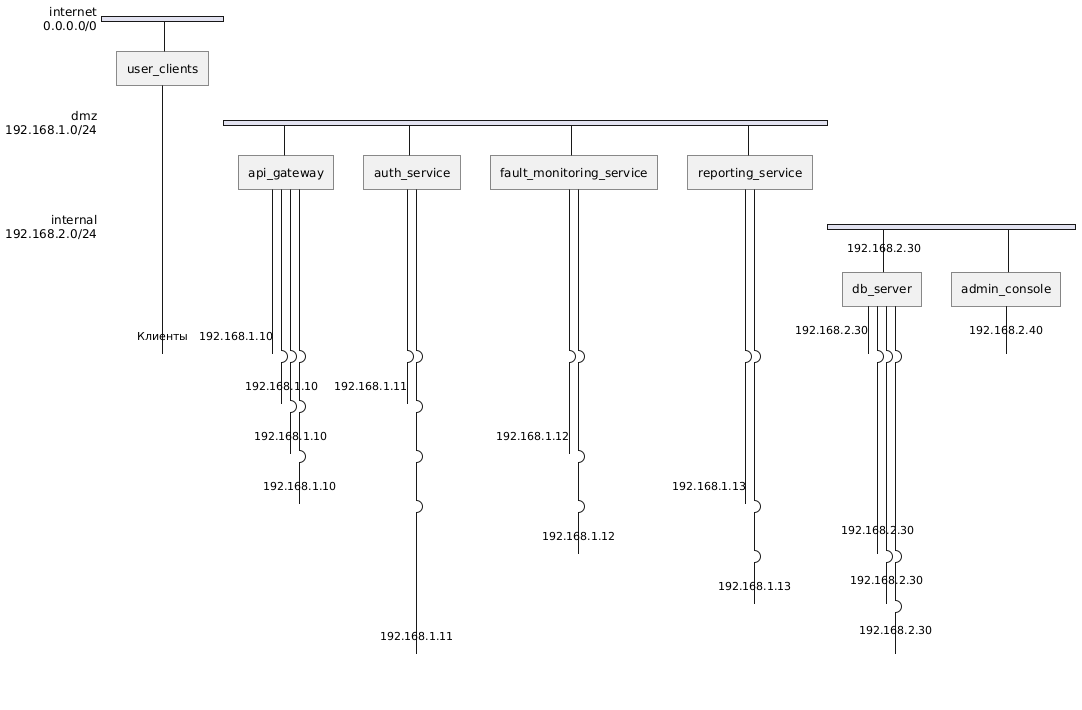 internet
0.0.0.0/0
user_clients
dmz
192.168.1.0/24
api_gateway
auth_service
fault_monitoring_service
reporting_service
internal
192.168.2.0/24
192.168.2.30
db_server
admin_console
Клиенты
192.168.1.10
192.168.2.30
192.168.2.40
192.168.1.10
192.168.1.11
192.168.1.10
192.168.1.12
192.168.1.10
192.168.1.13
192.168.1.12
192.168.2.30
192.168.1.13
192.168.2.30
192.168.1.11
192.168.2.30